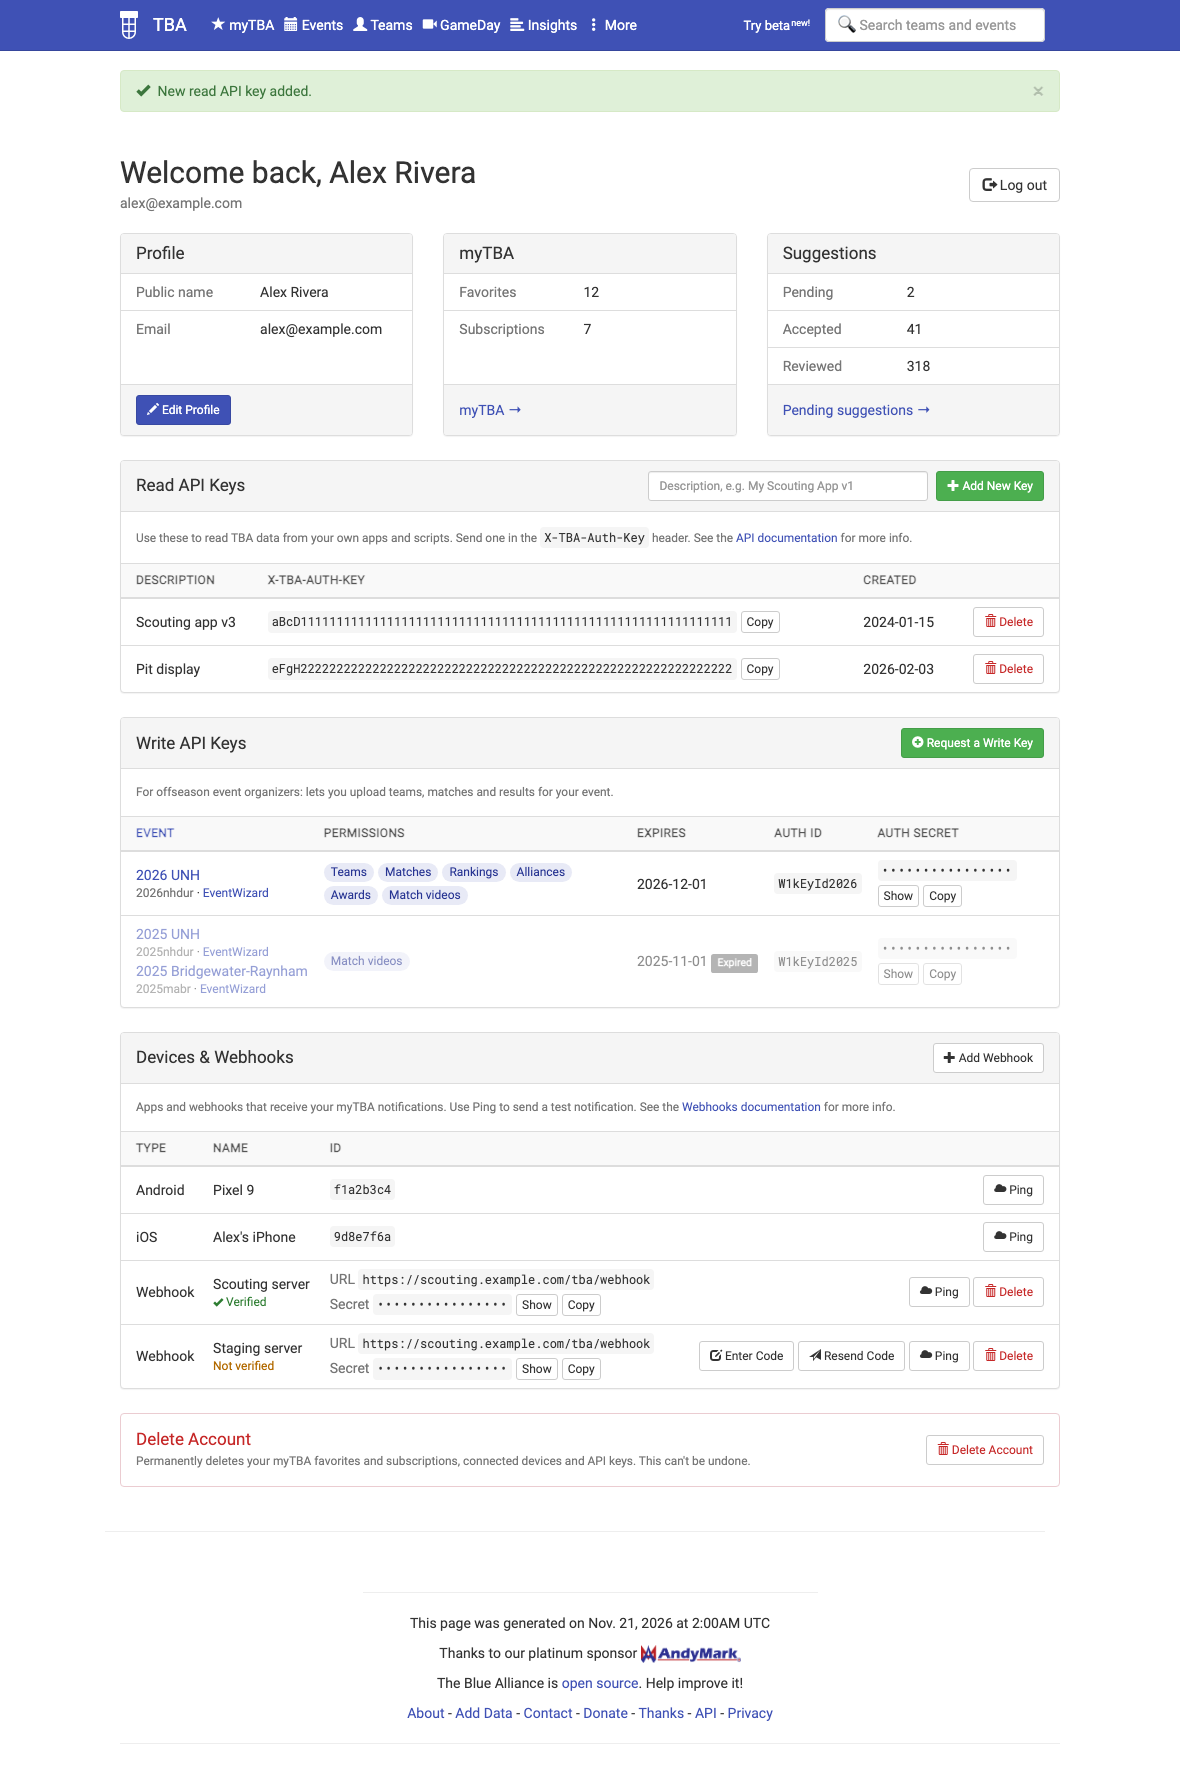 TBA myTBA Events Teams GameDay Insights More Try beta new! Search teams and events
New read API key added. ×
Welcome back, Alex Rivera
alex@example.com
Log out
Profile
Public name Alex Rivera
Email alex@example.com
Edit Profile
myTBA
Favorites 12
Subscriptions 7
myTBA →
Suggestions
Pending 2
Accepted 41
Reviewed 318
Pending suggestions →
Read API Keys Description, e.g. My Scouting App v1 Add New Key
Use these to read TBA data from your own apps and scripts. Send one in the X-TBA-Auth-Key header. See the API documentation for more info.
DESCRIPTION X-TBA-AUTH-KEY CREATED
Scouting app v3 aBcD111111111111111111111111111111111111111111111111111111111111 Copy 2024-01-15 Delete
Pit display eFgH222222222222222222222222222222222222222222222222222222222222 Copy 2026-02-03 Delete
Write API Keys Request a Write Key
For offseason event organizers: lets you upload teams, matches and results for your event.
EVENT PERMISSIONS EXPIRES AUTH ID AUTH SECRET
2026 UNH
2026nhdur · EventWizard
Teams Matches Rankings Alliances
Awards Match videos
2026-12-01 W1kEyId2026
••••••••••••••••
Show Copy
2025 UNH
2025nhdur · EventWizard
2025 Bridgewater-Raynham
2025mabr · EventWizard
Match videos 2025-11-01 Expired W1kEyId2025
••••••••••••••••
Show Copy
Devices & Webhooks Add Webhook
Apps and webhooks that receive your myTBA notifications. Use Ping to send a test notification. See the Webhooks documentation for more info.
TYPE NAME ID
Android Pixel 9 f1a2b3c4 Ping
iOS Alex's iPhone 9d8e7f6a Ping
Webhook
Scouting server
Verified
URL https://scouting.example.com/tba/webhook
Secret •••••••••••••••• Show Copy
Ping Delete
Webhook
Staging server
Not verified
URL https://scouting.example.com/tba/webhook
Secret •••••••••••••••• Show Copy
Enter Code Resend Code Ping Delete
Delete Account
Permanently deletes your myTBA favorites and subscriptions, connected devices and API keys. This can't be undone.
Delete Account
This page was generated on Nov. 21, 2026 at 2:00AM UTC
Thanks to our platinum sponsor AndyMark
The Blue Alliance is open source. Help improve it!
About - Add Data - Contact - Donate - Thanks - API - Privacy